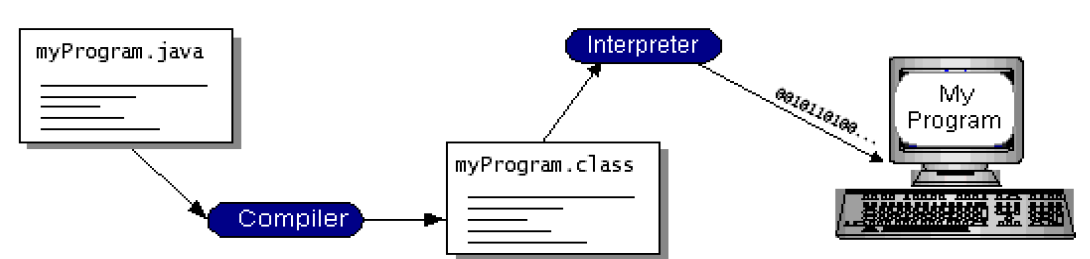 myProgram.java
Compiler
myProgram.class
Interpreter
0010110100...
My
Program